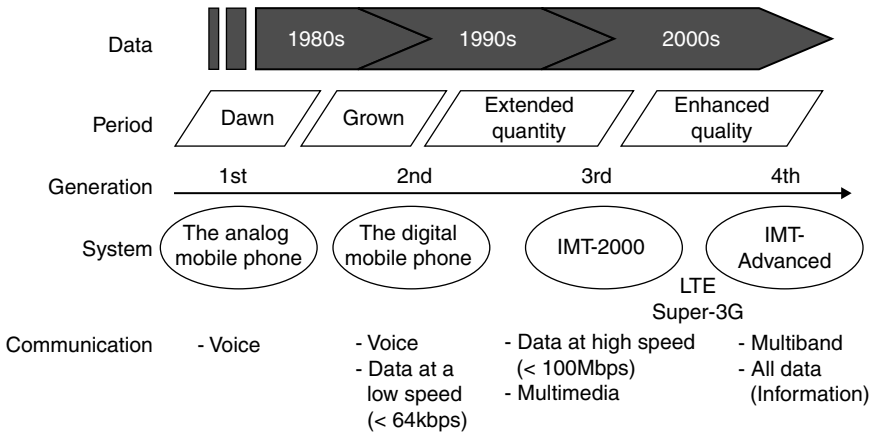 Data 1980s 1990s 2000s
Period Dawn Grown Extended quantity Enhanced quality
Generation 1st 2nd 3rd 4th
System The analog mobile phone The digital mobile phone IMT-2000 IMT-Advanced
LTE
Super-3G
Communication
- Voice
- Voice
- Data at a
low speed
(< 64kbps)
- Data at high speed
(< 100Mbps)
- Multimedia
- Multiband
- All data
(Information)